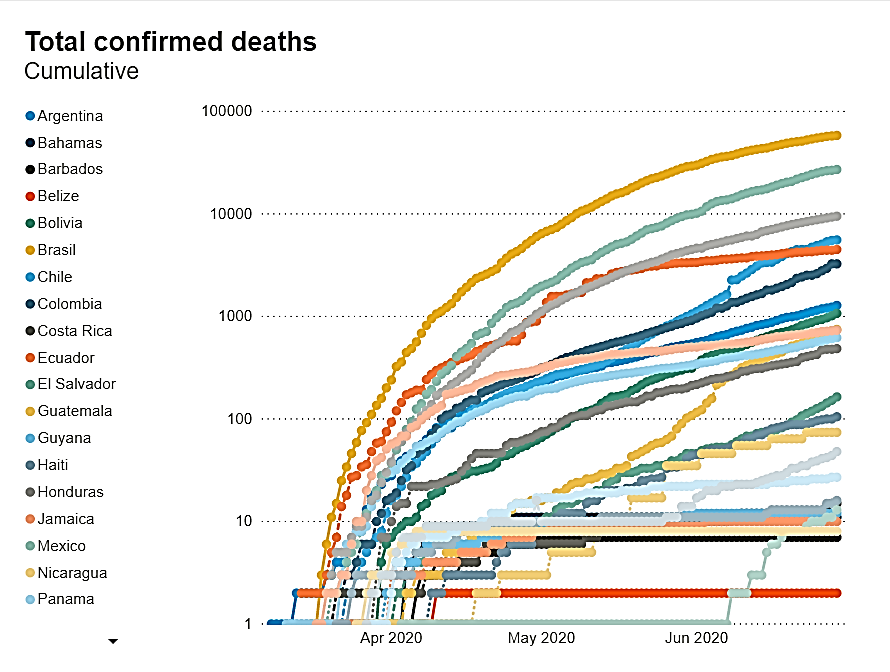 Total confirmed deaths
Cumulative
Argentina
Bahamas
Barbados
Belize
Bolivia
Brasil
Chile
Colombia
Costa Rica
Ecuador
El Salvador
Guatemala
Guyana
Haiti
Honduras
Jamaica
Mexico
Nicaragua
Panama
100000
10000
1000
100
10
1
Apr 2020 May 2020 Jun 2020